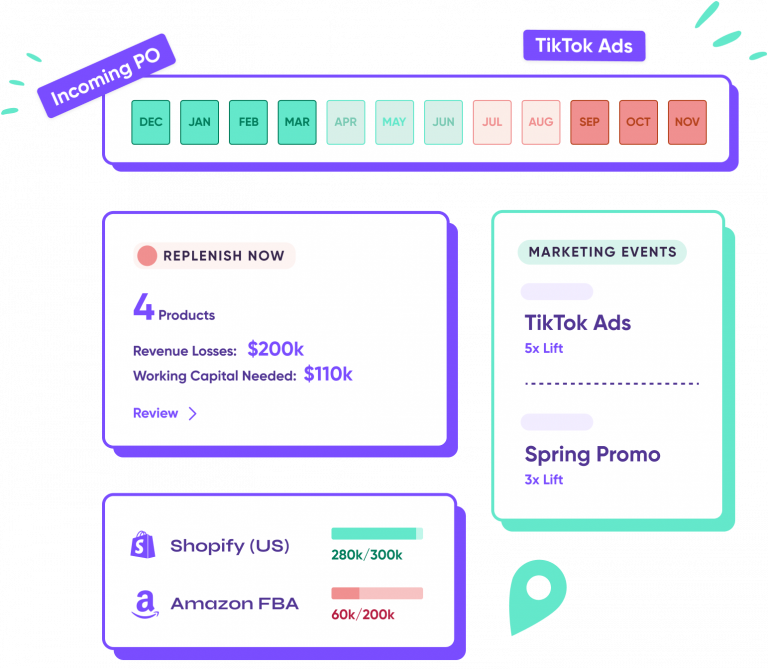 Incoming PO
TikTok Ads
DEC JAN FEB MAR APR MAY JUN JUL AUG SEP OCT NOV
REPLENISH NOW
4 Products
Revenue Losses: $200k
Working Capital Needed: $110k
Review
MARKETING EVENTS
TikTok Ads
5x Lift
Spring Promo
3x Lift
Shopify (US)
280k/300k
Amazon FBA
60k/200k